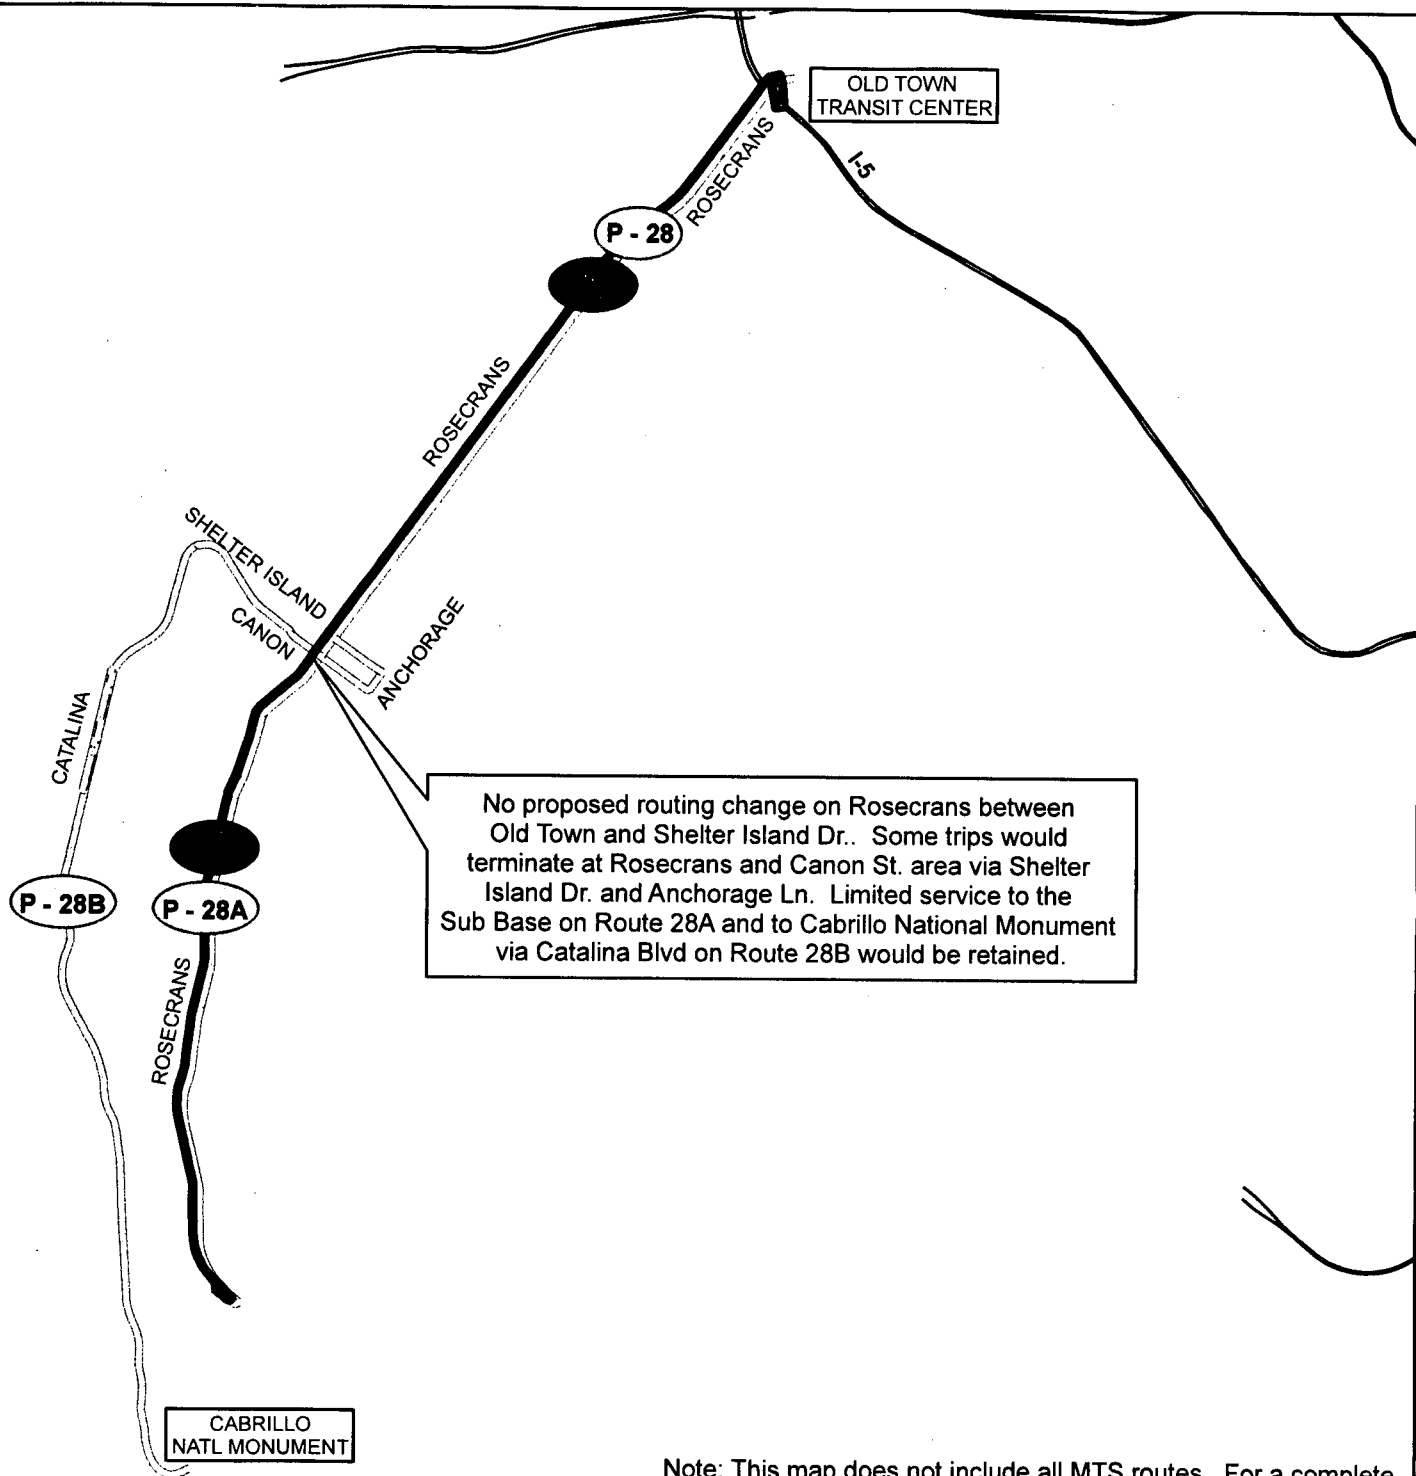 OLD TOWN
TRANSIT CENTER
I-5
ROSECRANS
P - 28
ROSECRANS
SHELTER ISLAND
CANON
ANCHORAGE
CATALINA
No proposed routing change on Rosecrans between
Old Town and Shelter Island Dr.. Some trips would
terminate at Rosecrans and Canon St. area via Shelter
Island Dr. and Anchorage Ln. Limited service to the
Sub Base on Route 28A and to Cabrillo National Monument
via Catalina Blvd on Route 28B would be retained.
P - 28B
P - 28A
ROSECRANS
CABRILLO
NATL MONUMENT
Note: This map does not include all MTS routes. For a complete